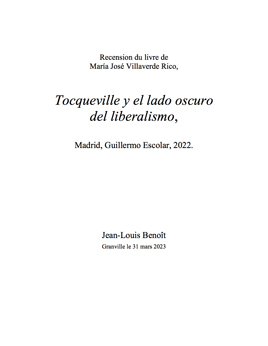 Recension du livre de
María José Villaverde Rico,
Tocqueville y el lado oscuro
del liberalismo,
Madrid, Guillermo Escolar, 2022.
Jean-Louis Benoît
Granville le 31 mars 2023